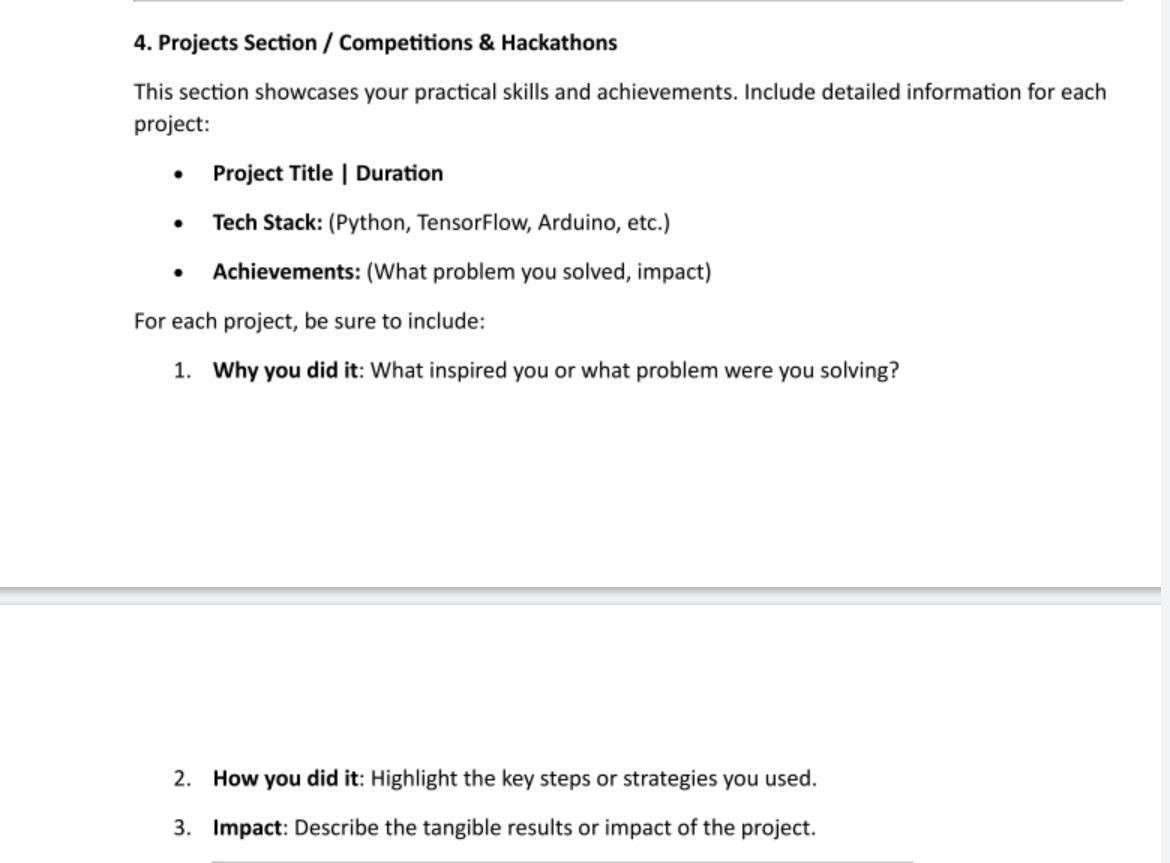 4. Projects Section / Competitions & Hackathons
This section showcases your practical skills and achievements. Include detailed information for each
project:
• Project Title | Duration
• Tech Stack: (Python, TensorFlow, Arduino, etc.)
• Achievements: (What problem you solved, impact)
For each project, be sure to include:
1. Why you did it: What inspired you or what problem were you solving?
2. How you did it: Highlight the key steps or strategies you used.
3. Impact: Describe the tangible results or impact of the project.